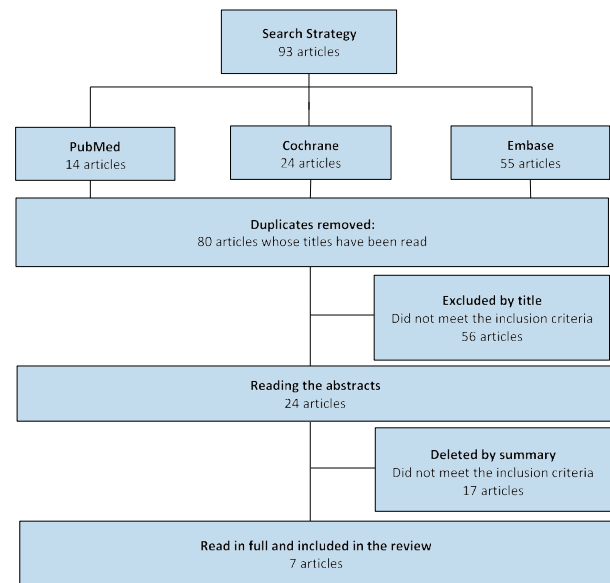 Search Strategy
93 articles
PubMed
14 articles
Cochrane
24 articles
Embase
55 articles
Duplicates removed:
80 articles whose titles have been read
Excluded by title
Did not meet the inclusion criteria
56 articles
Reading the abstracts
24 articles
Deleted by summary
Did not meet the inclusion criteria
17 articles
Read in full and included in the review
7 articles